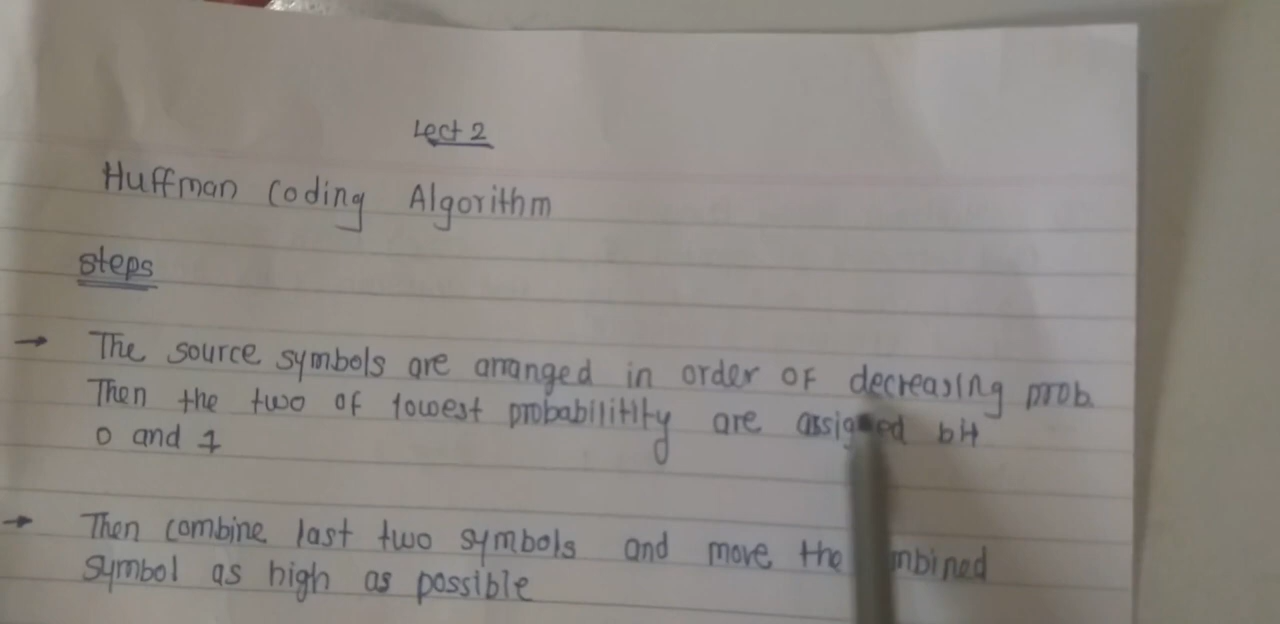 Lect 2
Huffman Coding Algorithm
steps
→ The source symbols are arranged in order of decreasing prob.
Then the two of lowest probabilitity are assigned bit
0 and 1
→ Then combine last two symbols and move the
symbol as high as possible